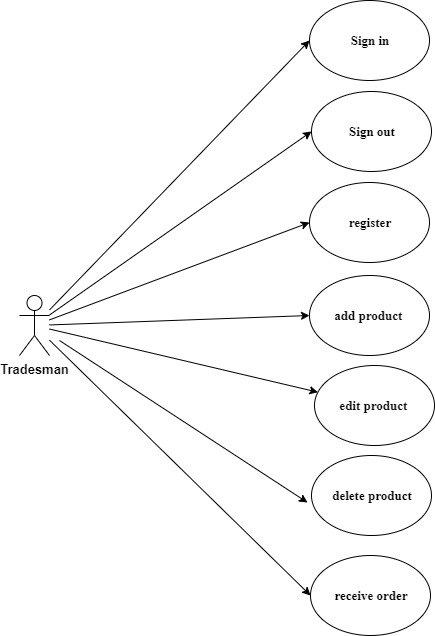 Sign in
Sign out
register
add product
Tradesman
edit product
delete product
receive order